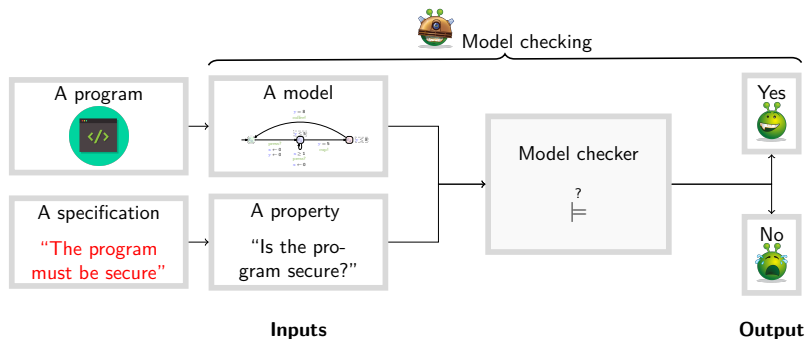 Model checking
A program
</>
A model
A specification
“The program
must be secure”
A property
“Is the pro-
gram secure?”
Model checker
?
⊨
Yes
No
Inputs
Output